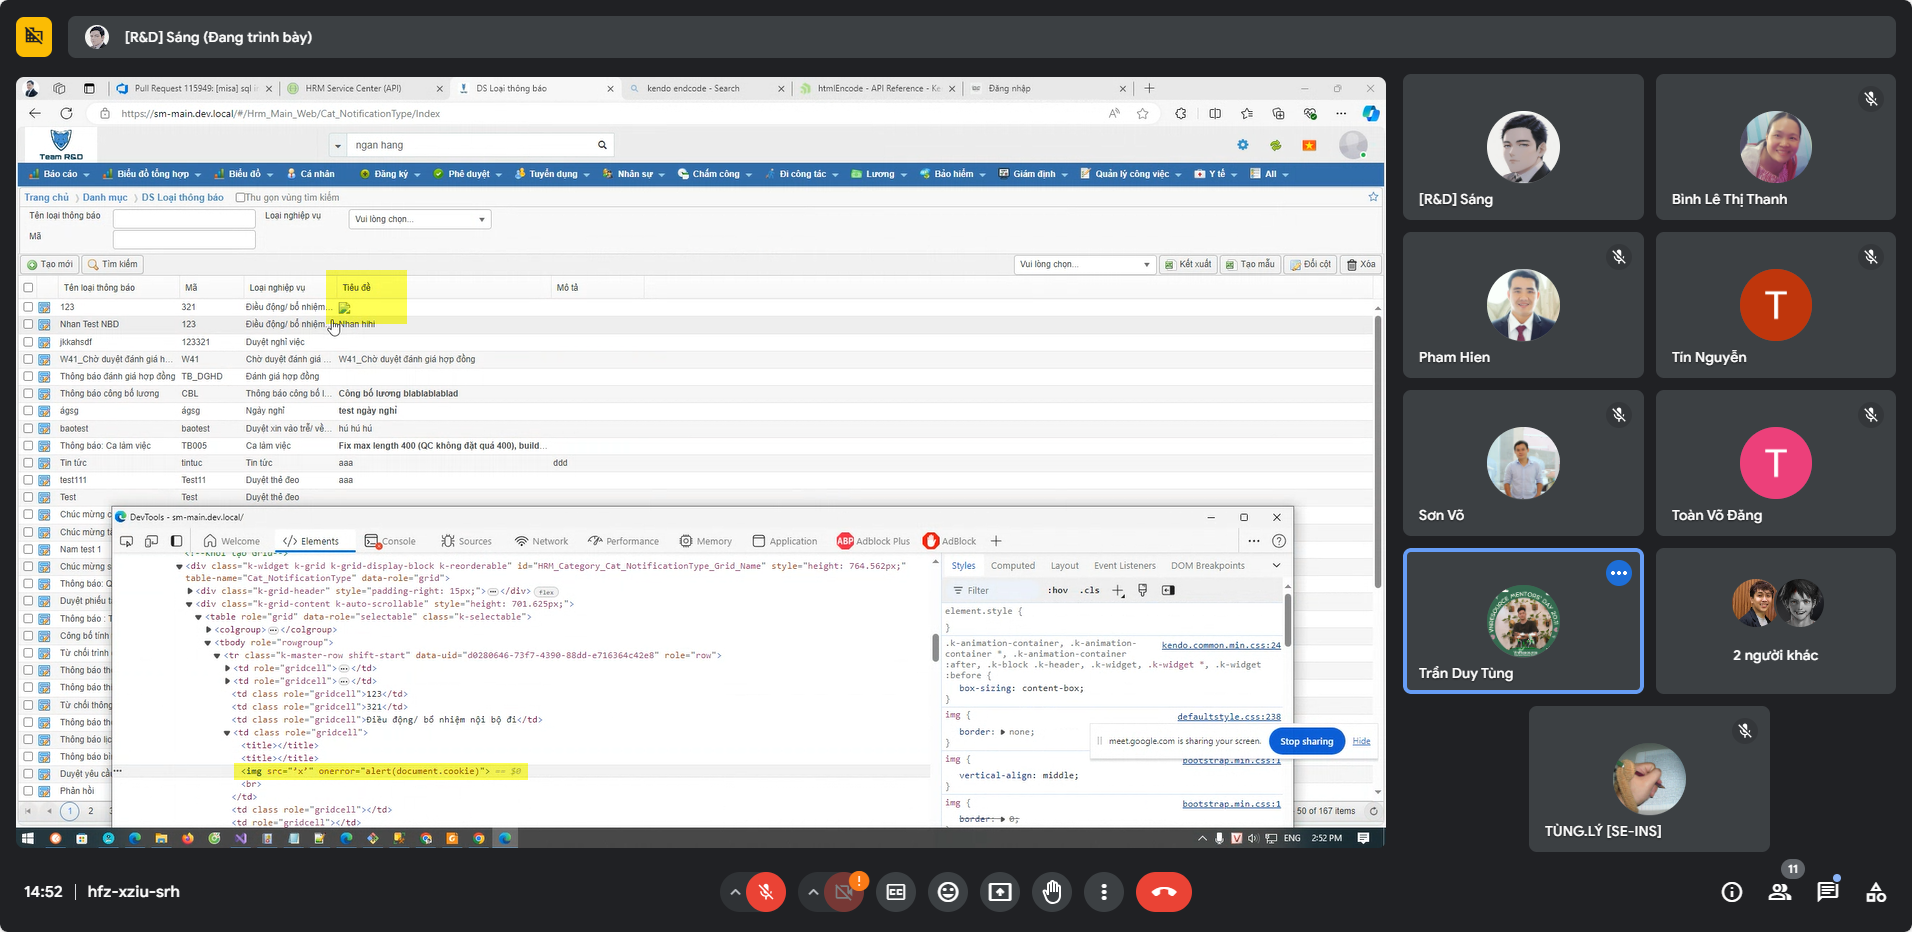 [R&D] Sáng (Đang trình bày)
Pull Request 115949: [misa] sql i
HRM Service Center (API)
DS Loại thông báo
kendo endcode - Search
htmlEncode - API Reference - Ke
Đăng nhập
https://sm-main.dev.local/#/Hrm_Main_Web/Cat_NotificationType/Index
Team R&D
ngan hang
Báo cáo
Biểu đồ tổng hợp
Biểu đồ
Cá nhân
Đăng ký
Phê duyệt
Tuyển dụng
Nhân sự
Chấm công
Đi công tác
Lương
Bảo hiểm
Giám định
Quản lý công việc
Y tế
All
Trang chủ
Danh mục
DS Loại thông báo
Thu gọn vùng tìm kiếm
Tên loại thông báo
Loại nghiệp vụ
Vui lòng chọn...
Mã
Tạo mới
Tìm kiếm
Vui lòng chọn...
Kết xuất
Tạo mẫu
Đổi cột
Xóa
Tên loại thông báo Mã Loại nghiệp vụ Tiêu đề Mô tả
123 321 Điều động/ bổ nhiệm...
Nhan Test NBD 123 Điều động/ bổ nhiệm... Nhan hihi
jkkahsdf 123321 Duyệt nghỉ việc
W41_Chờ duyệt đánh giá h... W41 Chờ duyệt đánh giá ... W41_Chờ duyệt đánh giá hợp đồng
Thông báo đánh giá hợp đồng TB_DGHD Đánh giá hợp đồng
Thông báo công bố lương CBL Thông báo công bố l... Công bố lương blablablablad
ágsg ágsg Ngày nghỉ test ngày nghỉ
baotest baotest Duyệt xin vào trễ/ về... hú hú hú
Thông báo: Ca làm việc TB005 Ca làm việc Fix max length 400 (QC không đặt quá 400), build...
Tin tức tintuc Tin tức aaa ddd
test111 Test11 Duyệt thẻ đeo aaa
Test Test Duyệt thẻ đeo
Chúc mừng c
Chúc mừng t
Nam test 1
Chúc mừng s
Thông báo: Q
Duyệt phiếu t
Thông báo : T
Công bố tính
Từ chối trình
Thông báo th
Thông báo th
Từ chối thông
Thông báo th
Thông báo lịc
Thông báo bì
Duyệt yêu cầ
Phản hồi
1 2
50 of 167 items
DevTools - sm-main.dev.local/
Welcome
Elements
Console
Sources
Network
Performance
Memory
Application
ABP
Adblock Plus
AdBlock
<!--khởi tạo Grid-->
<div class="k-widget k-grid k-grid-display-block k-reorderable" id="HRM_Category_Cat_NotificationType_Grid_Name" style="height: 764.562px;"
table-name="Cat_NotificationType" data-role="grid">
<div class="k-grid-header" style="padding-right: 15px;">⋯</div> flex
<div class="k-grid-content k-auto-scrollable" style="height: 701.625px;">
<table role="grid" data-role="selectable" class="k-selectable">
<colgroup>⋯</colgroup>
<tbody role="rowgroup">
<tr class="k-master-row shift-start" data-uid="d0280646-73f7-4390-88dd-e716364c42e8" role="row">
<td role="gridcell">⋯</td>
<td role="gridcell">⋯</td>
<td class role="gridcell">123</td>
<td class role="gridcell">321</td>
<td class role="gridcell">Điều động/ bổ nhiệm nội bộ đi</td>
<td class role="gridcell">
<title></title>
<title></title>
<img src="'x'" onerror="alert(document.cookie)"> == $0
<br>
</td>
<td class role="gridcell"></td>
<td class role="gridcell"></td>
Styles
Computed
Layout
Event Listeners
DOM Breakpoints
Filter
:hov
.cls
element.style {
}
.k-animation-container, .k-animation- kendo.common.min.css:24
container *, .k-animation-container
:after, .k-block .k-header, .k-widget, .k-widget *, .k-widget
:before {
box-sizing: content-box;
}
img { defaultstyle.css:238
border: none;
}
img { bootstrap.min.css:1
vertical-align: middle;
}
img { bootstrap.min.css:1
border: 0;
meet.google.com is sharing your screen.
Stop sharing
Hide
ENG
2:52 PM
[R&D] Sáng
Bình Lê Thị Thanh
Pham Hien
T
Tín Nguyễn
Sơn Võ
T
Toàn Võ Đăng
Trần Duy Tùng
2 người khác
TÙNG.LÝ [SE-INS]
14:52 | hfz-xziu-srh
11